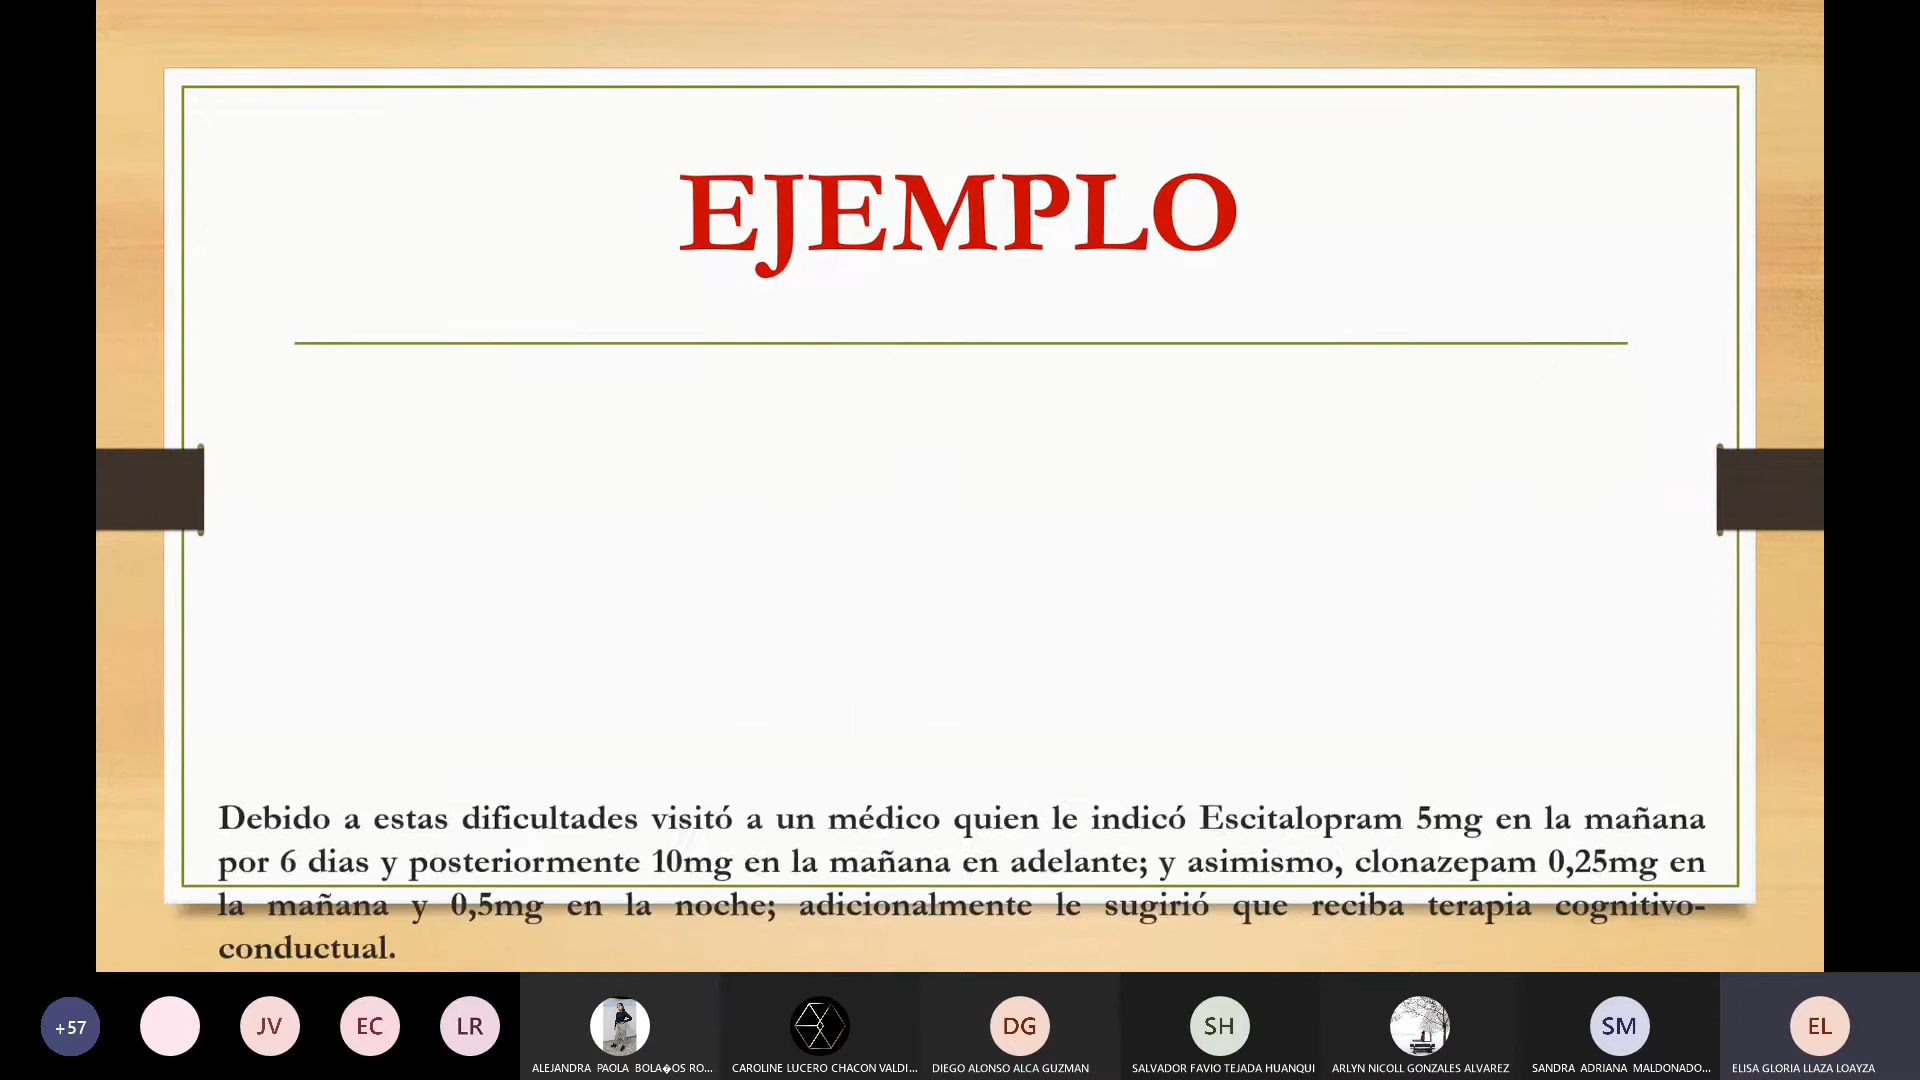 EJEMPLO
Debido a estas dificultades visitó a un médico quien le indicó Escitalopram 5mg en la mañana
por 6 dias y posteriormente 10mg en la mañana en adelante; y asimismo, clonazepam 0,25mg en
la mañana y 0,5mg en la noche; adicionalmente le sugirió que reciba terapia cognitivo-
conductual.
+57
JV
EC
LR
DG
SH
SM
EL
ALEJANDRA PAOLA BOLA�OS RO...
CAROLINE LUCERO CHACON VALDI...
DIEGO ALONSO ALCA GUZMAN
SALVADOR FAVIO TEJADA HUANQUI
ARLYN NICOLL GONZALES ALVAREZ
SANDRA ADRIANA MALDONADO...
ELISA GLORIA LLAZA LOAYZA